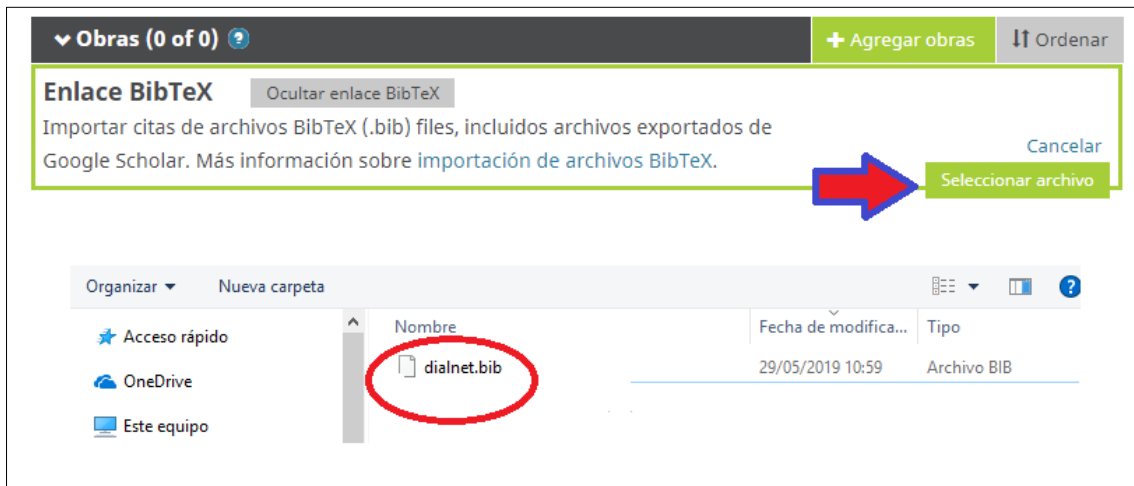 Obras (0 of 0) ?
+ Agregar obras
Ordenar
Enlace BibTeX
Ocultar enlace BibTeX
Importar citas de archivos BibTeX (.bib) files, incluidos archivos exportados de
Google Scholar. Más información sobre importación de archivos BibTeX.
Cancelar
Seleccionar archivo
Organizar
Nueva carpeta
?
Nombre
Fecha de modifica...
Tipo
Acceso rápido
dialnet.bib
29/05/2019 10:59
Archivo BIB
OneDrive
Este equipo